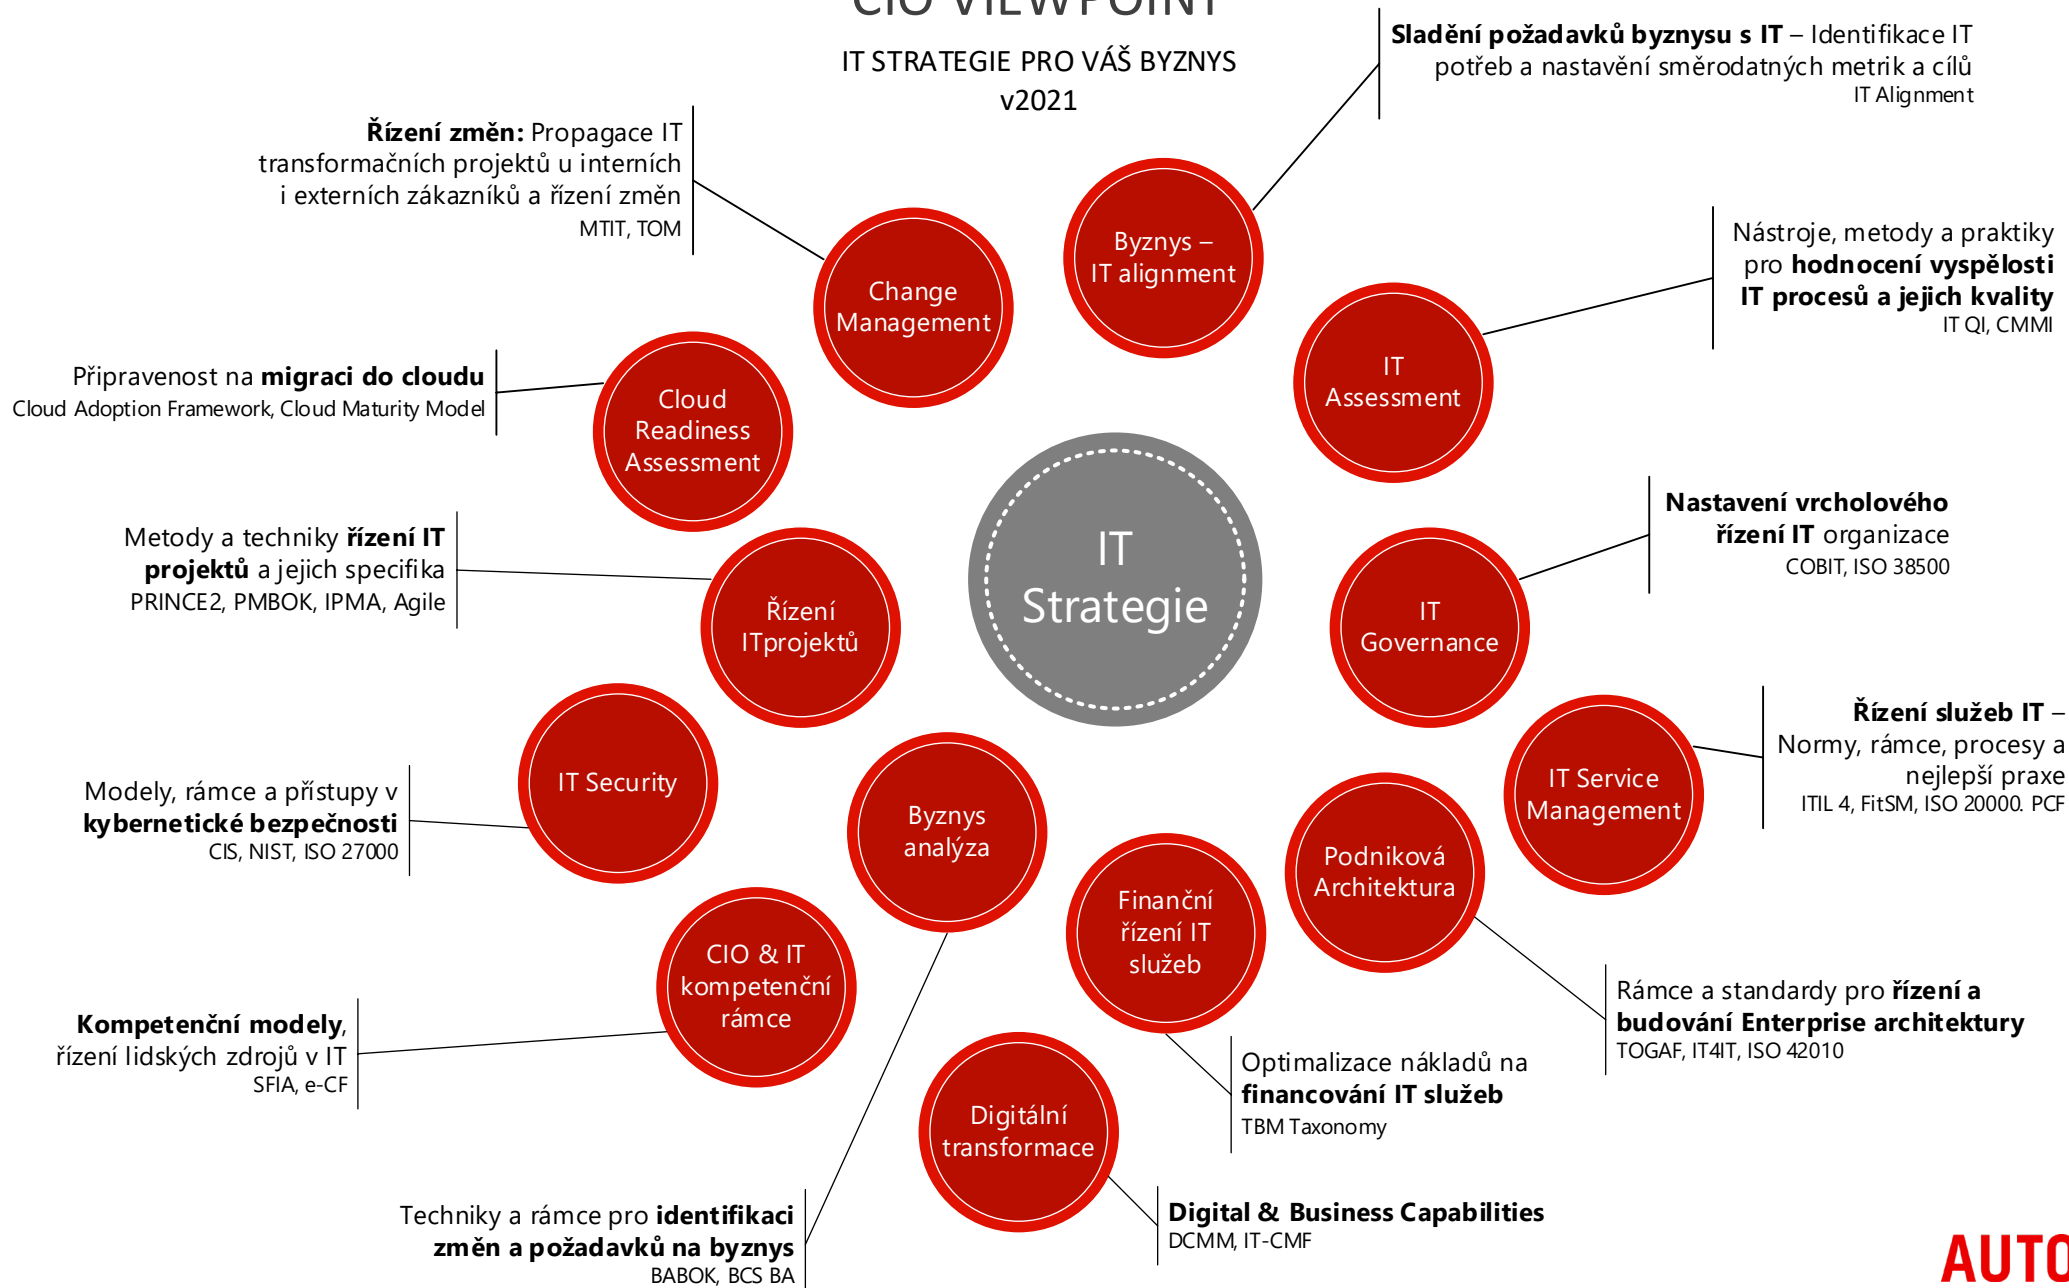 CIO VIEWPOINT
IT STRATEGIE PRO VÁŠ BYZNYS
v2021
Sladění požadavků byznysu s IT – Identifikace IT
potřeb a nastavění směrodatných metrik a cílů
IT Alignment
Řízení změn: Propagace IT
transformačních projektů u interních
i externích zákazníků a řízení změn
MTIT, TOM
Byznys –
IT alignment
Nástroje, metody a praktiky
pro hodnocení vyspělosti
IT procesů a jejich kvality
IT QI, CMMI
Change
Management
IT
Assessment
Připravenost na migraci do cloudu
Cloud Adoption Framework, Cloud Maturity Model
Cloud
Readiness
Assessment
IT
Strategie
Nastavení vrcholového
řízení IT organizace
COBIT, ISO 38500
Metody a techniky řízení IT
projektů a jejich specifika
PRINCE2, PMBOK, IPMA, Agile
Řízení
ITprojektů
IT
Governance
Řízení služeb IT –
Normy, rámce, procesy a
nejlepší praxe
ITIL 4, FitSM, ISO 20000. PCF
IT Service
Management
Modely, rámce a přístupy v
kybernetické bezpečnosti
CIS, NIST, ISO 27000
IT Security
Byznys
analýza
Podniková
Architektura
Finanční
řízení IT
služeb
CIO & IT
kompetenční
rámce
Kompetenční modely,
řízení lidských zdrojů v IT
SFIA, e-CF
Rámce a standardy pro řízení a
budování Enterprise architektury
TOGAF, IT4IT, ISO 42010
Optimalizace nákladů na
financování IT služeb
TBM Taxonomy
Digitální
transformace
Techniky a rámce pro identifikaci
změn a požadavků na byznys
BABOK, BCS BA
Digital & Business Capabilities
DCMM, IT-CMF